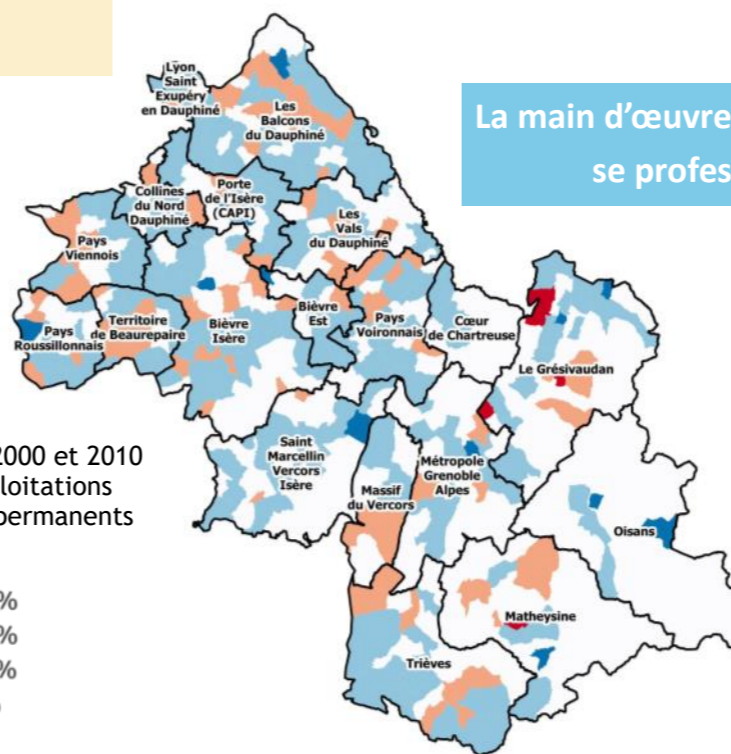 La main d'œuvre
se profes
Lyon
Saint
Exupéry
en Dauphiné
Les
Balcons
du Dauphiné
Collines
du Nord
Dauphiné
Porte
de l'Isère
(CAPI)
Les
Vals
du Dauphiné
Pays
Viennois
Pays
Roussillonnais
Territoire
de Beaurepaire
Bièvre
Isère
Bièvre
Est
Pays
Voironnais
Cœur
de Chartreuse
Le Grésivaudan
2000 et 2010
ploitations
permanents
Saint
Marcellin
Vercors
Isère
Massif
du Vercors
Métropole
Grenoble
Alpes
Oisans
Matheysine
Trièves
%
%
%